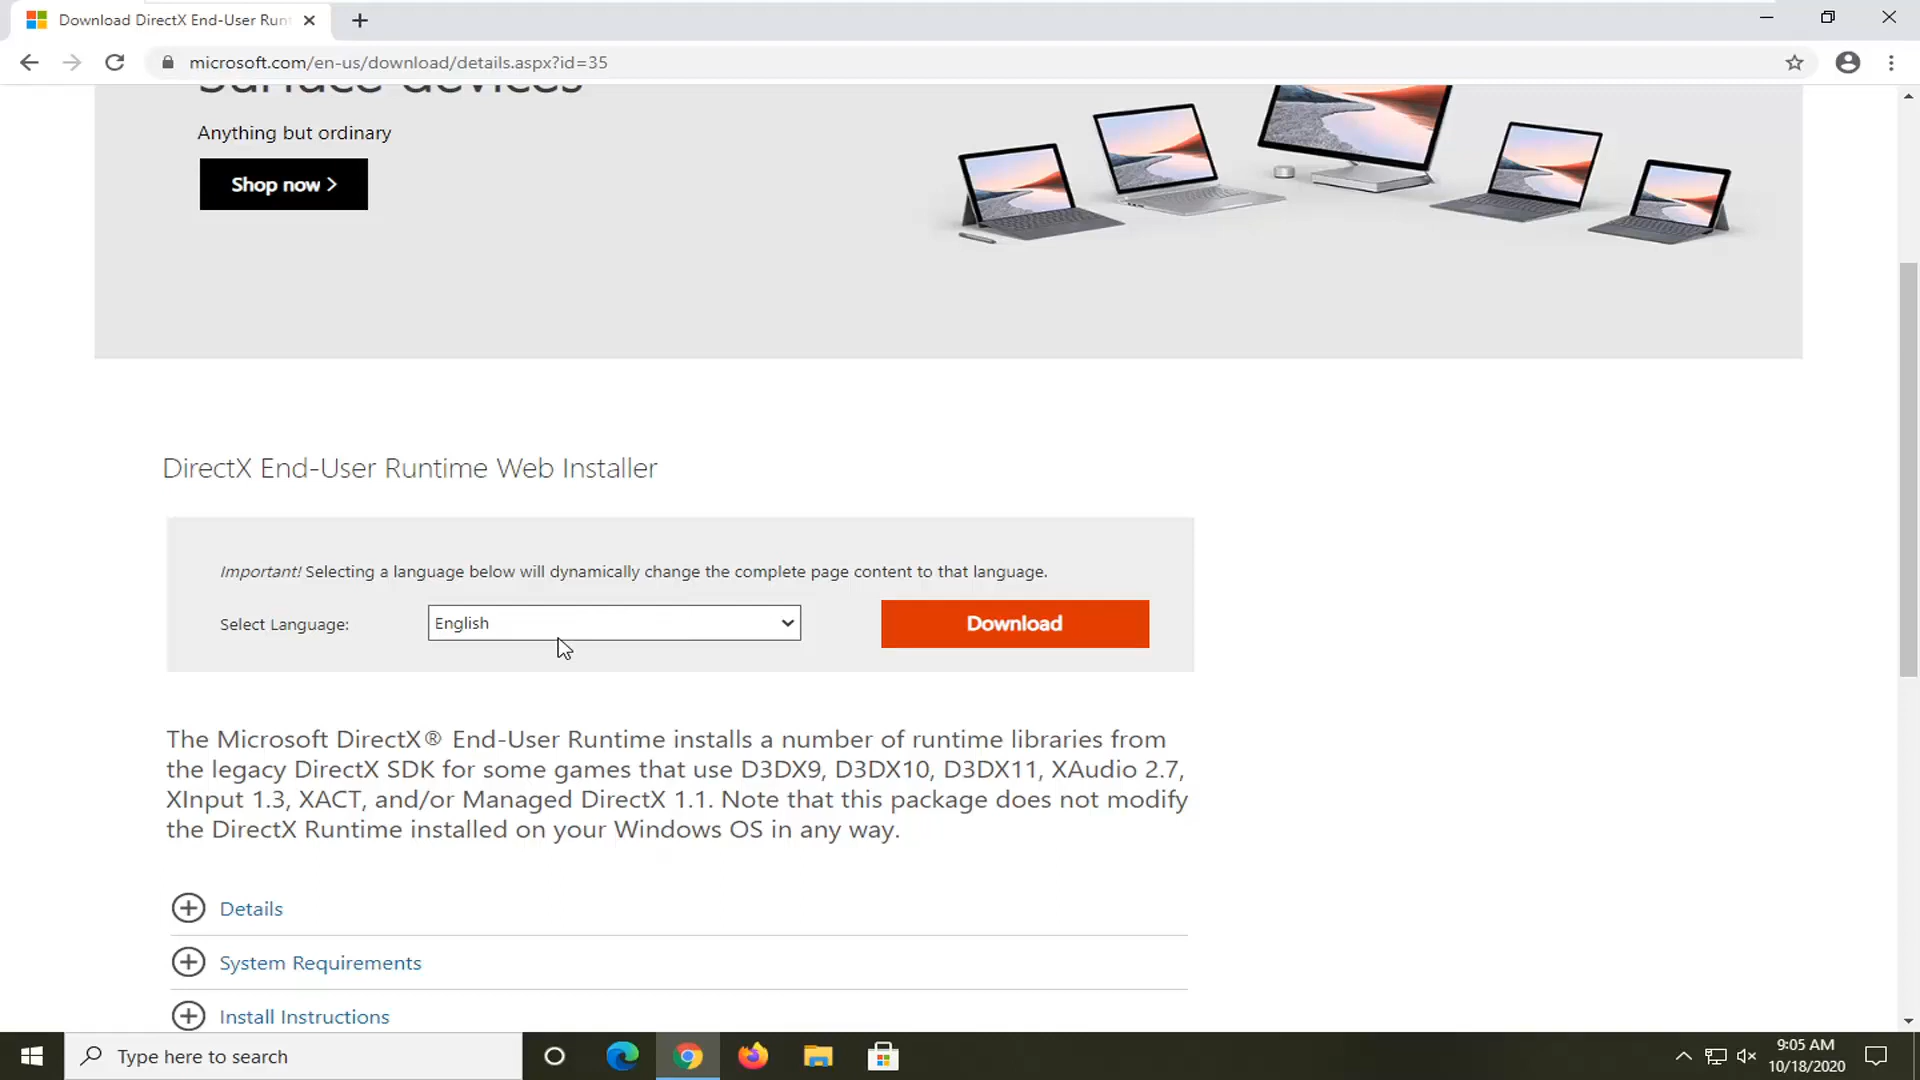 Download DirectX End-User Runt
microsoft.com/en-us/download/details.aspx?id=35
Surface devices
Anything but ordinary
Shop now >
DirectX End-User Runtime Web Installer
Important! Selecting a language below will dynamically change the complete page content to that language.
Select Language:
English
Download
The Microsoft DirectX® End-User Runtime installs a number of runtime libraries from
the legacy DirectX SDK for some games that use D3DX9, D3DX10, D3DX11, XAudio 2.7,
XInput 1.3, XACT, and/or Managed DirectX 1.1. Note that this package does not modify
the DirectX Runtime installed on your Windows OS in any way.
Details
System Requirements
Install Instructions
Type here to search
9:05 AM
10/18/2020